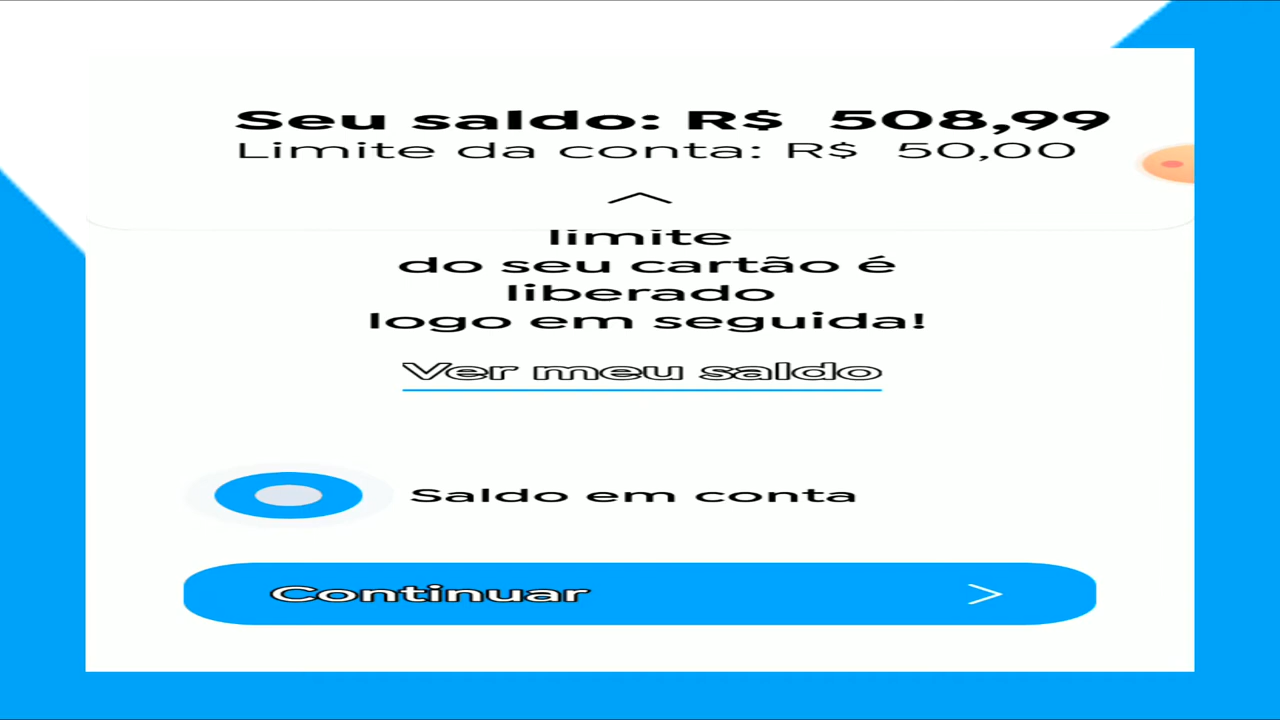 Seu saldo: R$ 508,99
Limite da conta: R$ 50,00
limite
do seu cartão é
liberado
logo em seguida!
Ver meu saldo
Saldo em conta
Continuar